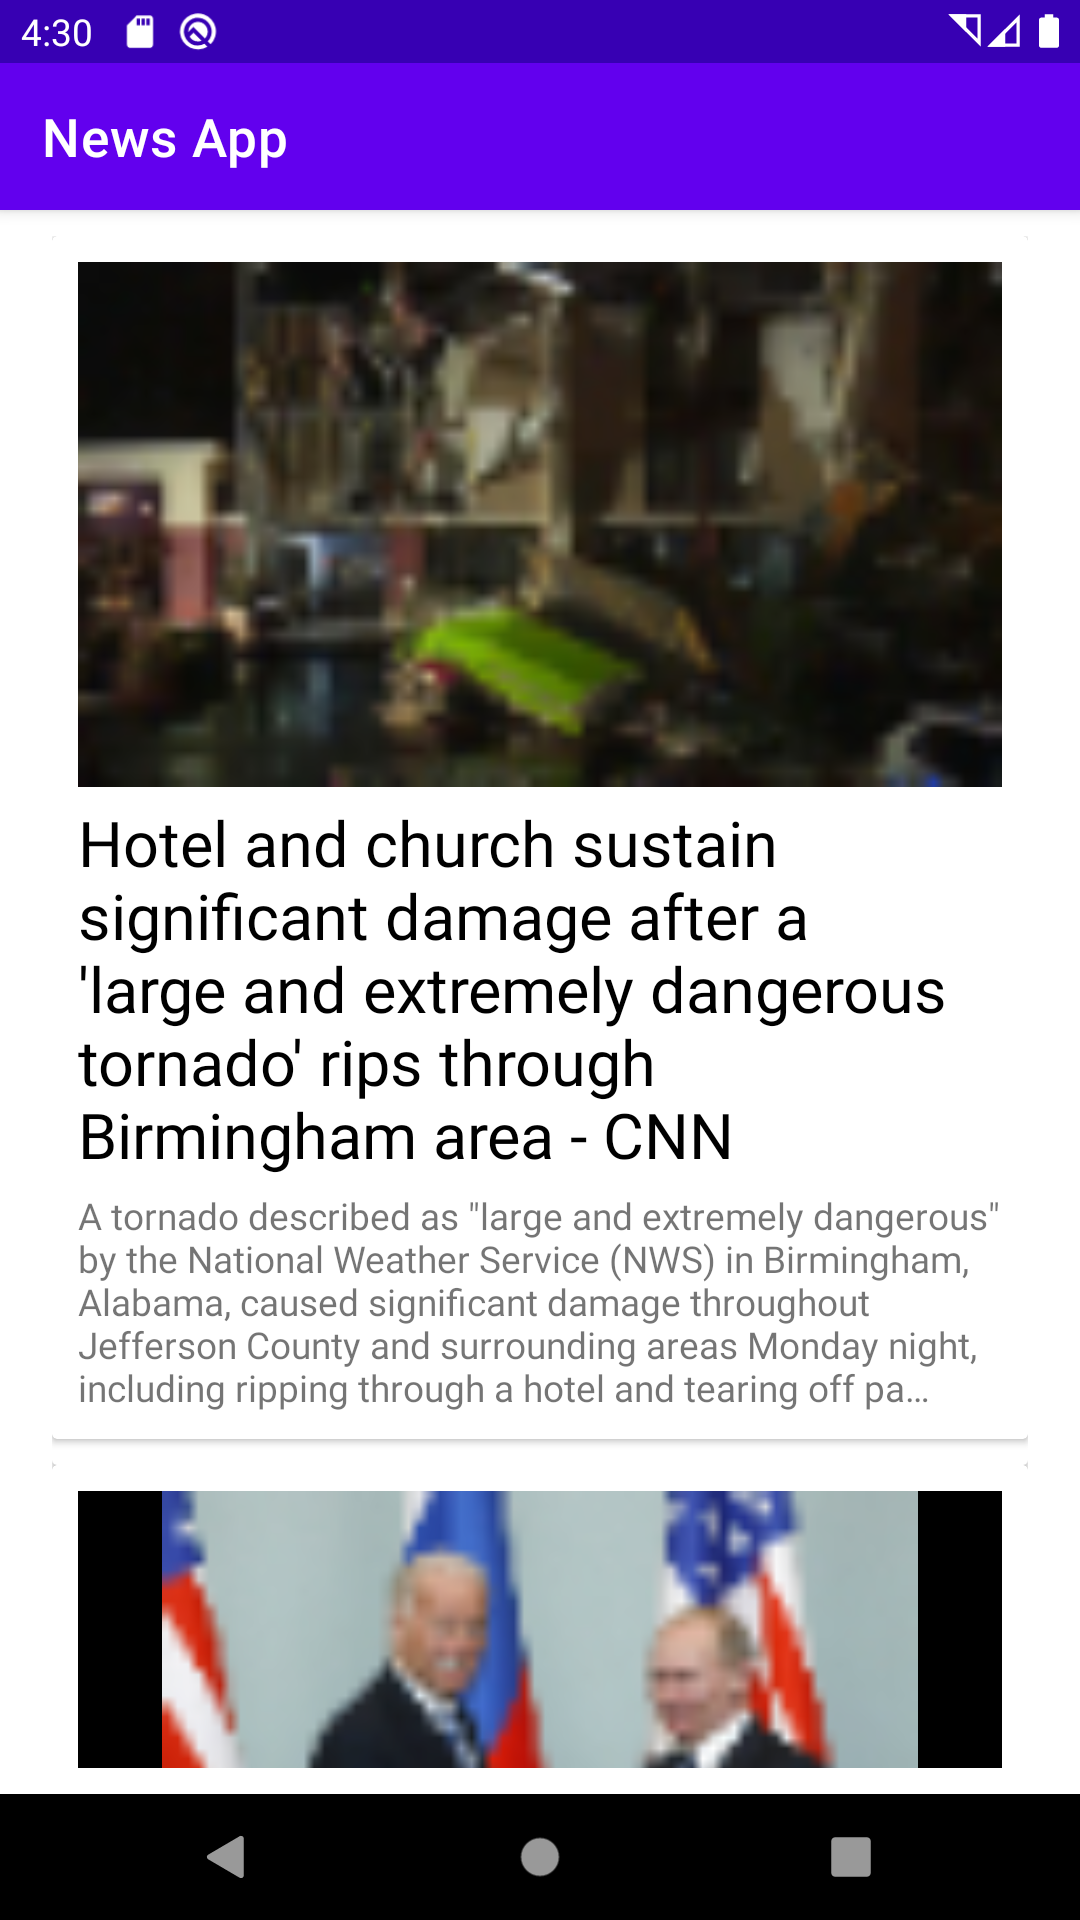 4:30
News App
Hotel and church sustain
significant damage after a
'large and extremely dangerous
tornado' rips through
Birmingham area - CNN
A tornado described as "large and extremely dangerous"
by the National Weather Service (NWS) in Birmingham,
Alabama, caused significant damage throughout
Jefferson County and surrounding areas Monday night,
including ripping through a hotel and tearing off pa…